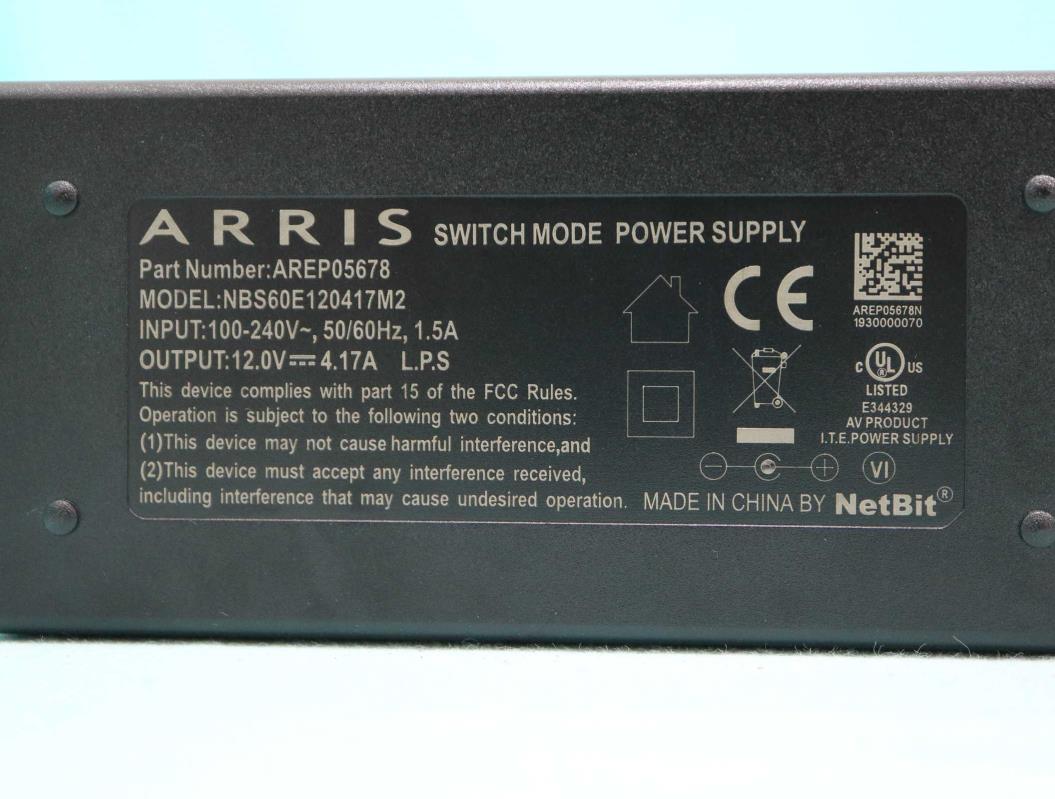 ARRIS SWITCH MODE POWER SUPPLY
Part Number:AREP05678
MODEL:NBS60E120417M2
INPUT:100-240V~, 50/60Hz, 1.5A
OUTPUT:12.0V⎓4.17A L.P.S
This device complies with part 15 of the FCC Rules.
Operation is subject to the following two conditions:
(1)This device may not cause harmful interference,and
(2)This device must accept any interference received,
including interference that may cause undesired operation.
CE
AREP05678N
1930000070
C UL ® US
LISTED
E344329
AV PRODUCT
I.T.E.POWER SUPPLY
VI
MADE IN CHINA BY NetBit®